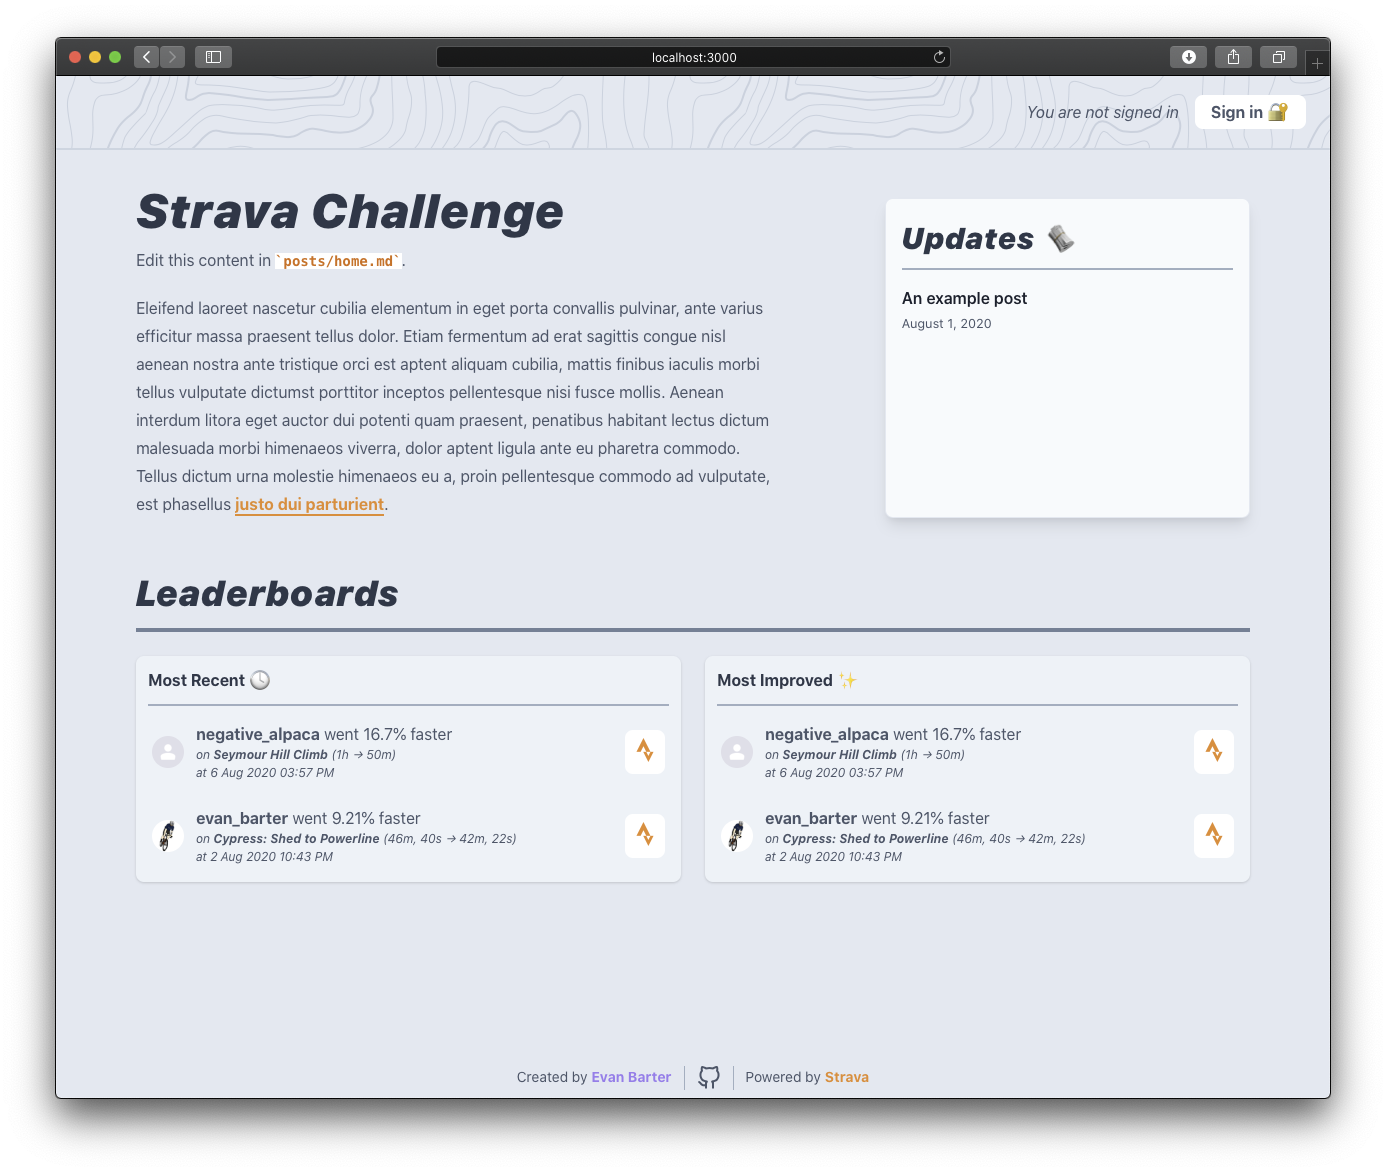 localhost:3000
You are not signed in
Sign in 🔐
Strava Challenge
Edit this content in `posts/home.md`.
Eleifend laoreet nascetur cubilia elementum in eget porta convallis pulvinar, ante varius
efficitur massa praesent tellus dolor. Etiam fermentum ad erat sagittis congue nisl
aenean nostra ante tristique orci est aptent aliquam cubilia, mattis finibus iaculis morbi
tellus vulputate dictumst porttitor inceptos pellentesque nisi fusce mollis. Aenean
interdum litora eget auctor dui potenti quam praesent, penatibus habitant lectus dictum
malesuada morbi himenaeos viverra, dolor aptent ligula ante eu pharetra commodo.
Tellus dictum urna molestie himenaeos eu a, proin pellentesque commodo ad vulputate,
est phasellus justo dui parturient.
Updates 🗞️
An example post
August 1, 2020
Leaderboards
Most Recent 🕓
negative_alpaca went 16.7% faster
on Seymour Hill Climb (1h → 50m)
at 6 Aug 2020 03:57 PM
evan_barter went 9.21% faster
on Cypress: Shed to Powerline (46m, 40s → 42m, 22s)
at 2 Aug 2020 10:43 PM
Most Improved ✨
negative_alpaca went 16.7% faster
on Seymour Hill Climb (1h → 50m)
at 6 Aug 2020 03:57 PM
evan_barter went 9.21% faster
on Cypress: Shed to Powerline (46m, 40s → 42m, 22s)
at 2 Aug 2020 10:43 PM
Created by Evan Barter
Powered by Strava